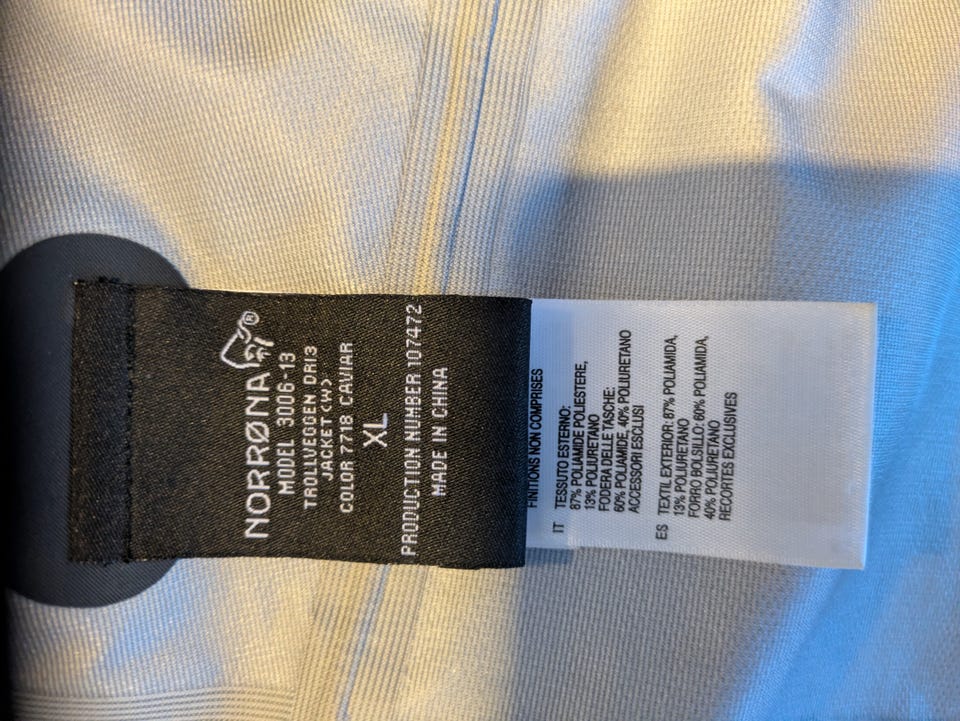 NORRØNA®
MODEL 3006-13
TROLLVEGGEN DRI3
JACKET (W)
COLOR 7718 CAVIAR
XL
PRODUCTION NUMBER 107472
MADE IN CHINA
FINITIONS NON COMPRISES
IT TESSUTO ESTERNO:
87% POLIAMIDE POLIESTERE,
13% POLIURETANO
FODERA DELLE TASCHE:
60% POLIAMIDE, 40% POLIURETANO
ACCESSORI ESCLUSI
ES TEXTIL EXTERIOR: 87% POLIAMIDA,
13% POLIURETANO
FORRO BOLSILLO: 60% POLIAMIDA,
40% POLIURETANO
RECORTES EXCLUSIVES